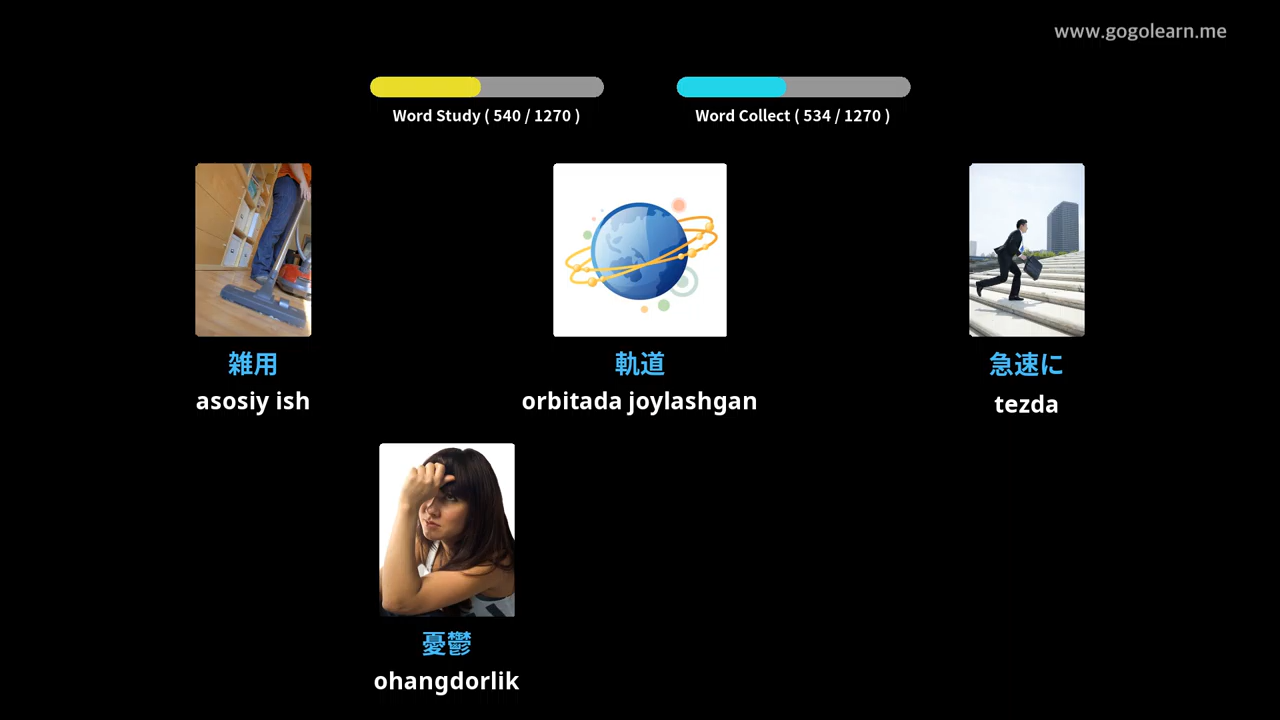 www.gogolearn.me
Word Study ( 540 / 1270 )
Word Collect ( 534 / 1270 )
雑用
asosiy ish
軌道
orbitada joylashgan
急速に
tezda
憂鬱
ohangdorlik